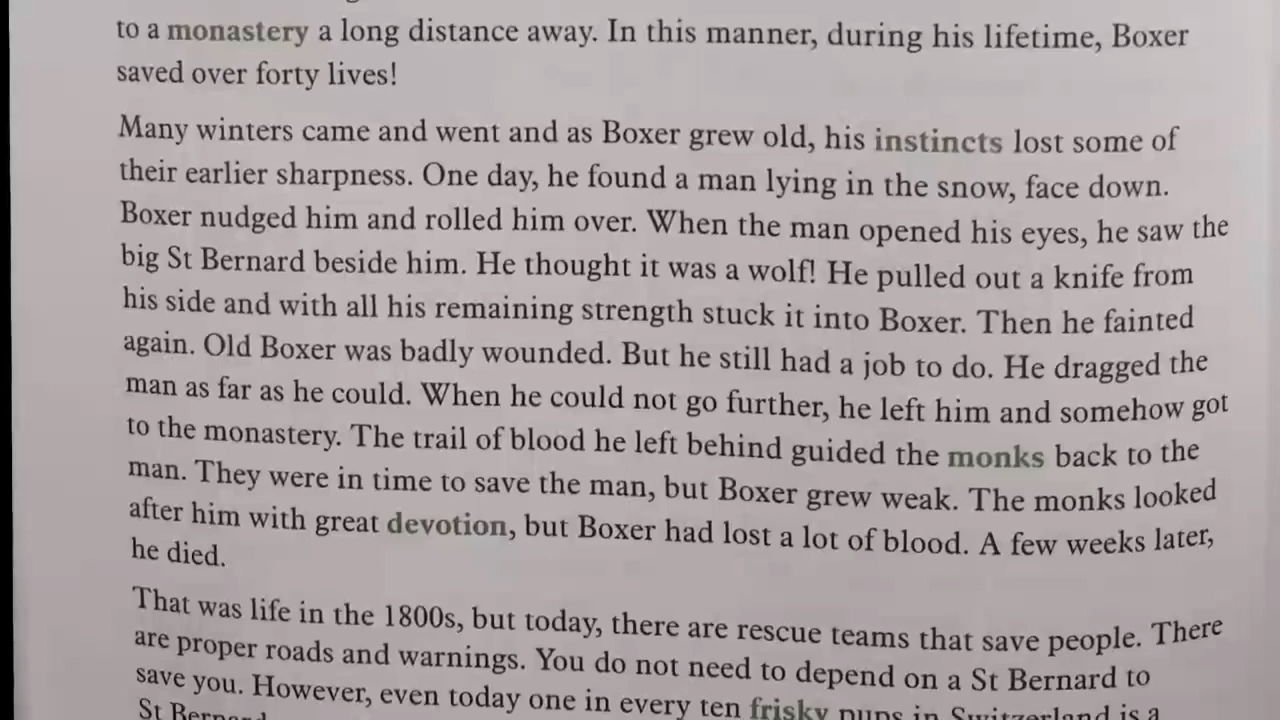 to a monastery a long distance away. In this manner, during his lifetime, Boxer
saved over forty lives!
Many winters came and went and as Boxer grew old, his instincts lost some of
their earlier sharpness. One day, he found a man lying in the snow, face down.
Boxer nudged him and rolled him over. When the man opened his eyes, he saw the
big St Bernard beside him. He thought it was a wolf! He pulled out a knife from
his side and with all his remaining strength stuck it into Boxer. Then he fainted
again. Old Boxer was badly wounded. But he still had a job to do. He dragged the
man as far as he could. When he could not go further, he left him and somehow got
to the monastery. The trail of blood he left behind guided the monks back to the
man. They were in time to save the man, but Boxer grew weak. The monks looked
after him with great devotion, but Boxer had lost a lot of blood. A few weeks later,
he died.
That was life in the 1800s, but today, there are rescue teams that save people. There
are proper roads and warnings. You do not need to depend on a St Bernard to
save you. However, even today one in every ten frisky pups in Switzerland is a
St Bernard